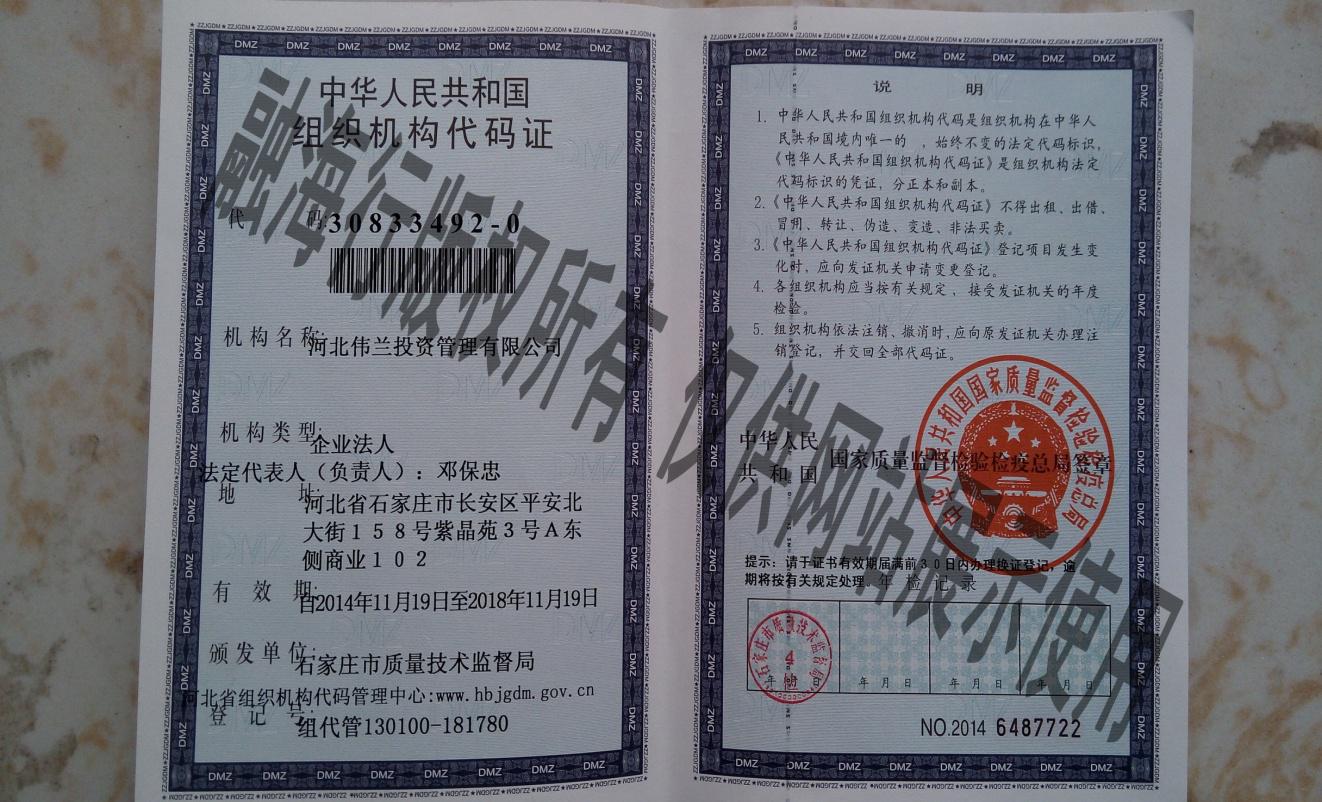 中华人民共和国
组织机构代码证
代 码:30833492-0
机构名称:
河北伟兰投资管理有限公司
机构类型:
企业法人
法定代表人（负责人）：邓保忠
地 址
河北省石家庄市长安区平安北
大街１５８号紫晶苑３号Ａ东
侧商业１０２
有效期:
自2014年11月19日至2018年11月19日
颁发单位:
石家庄市质量技术监督局
河北省组织机构代码管理中心:www.hbjgdm.gov.cn
登记号:
组代管130100-181780
说 明
1. 中华人民共和国组织机构代码是组织机构在中华人
民共和国境内唯一的 ，始终不变的法定代码标识，
《中华人民共和国组织机构代码证》是组织机构法定
代码标识的凭证，分正本和副本。
2.《中华人民共和国组织机构代码证》不得出租、出借、
冒用、转让、伪造、变造、非法买卖。
3.《中华人民共和国组织机构代码证》登记项目发生变
化时，应向发证机关申请变更登记。
4. 各组织机构应当按有关规定，接受发证机关的年度
检验。
5. 组织机构依法注销、撤消时，应向原发证机关办理注
销登记，并交回全部代码证。
中华人民
共和国
国家质量监督检验检疫总局签章
中华人民共和国国家质量监督检验检疫总局
提示：请于证书有效期届满前３０日内办理换证登记，逾
期将按有关规定处理。
年检记录
石家庄市质量技术监督局
4
年 月 日
年 月 日
年 月 日
年 月 日
NO.2014 6487722
融海行版权所有 仅供网站展示使用